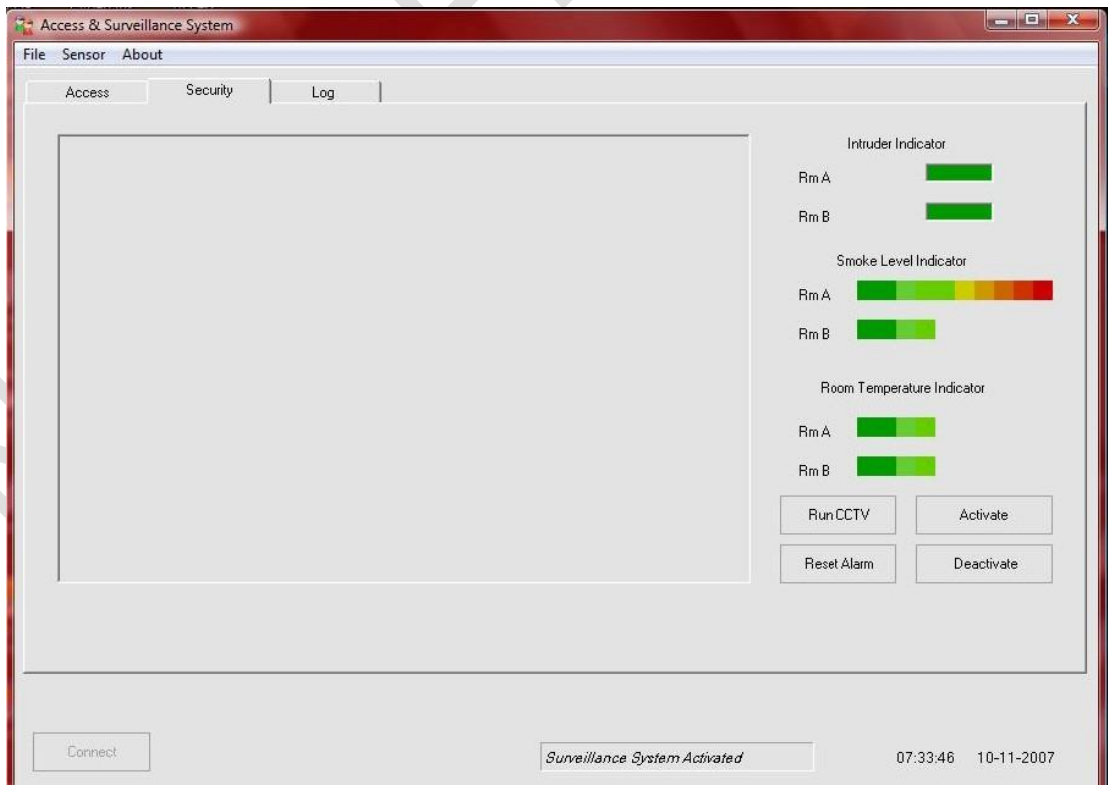 Access & Surveillance System
File Sensor About
Access Security Log
Intruder Indicator
Rm A
Rm B
Smoke Level Indicator
Rm A
Rm B
Room Temperature Indicator
Rm A
Rm B
Run CCTV Activate
Reset Alarm Deactivate
Connect Surveillance System Activated 07:33:46 10-11-2007